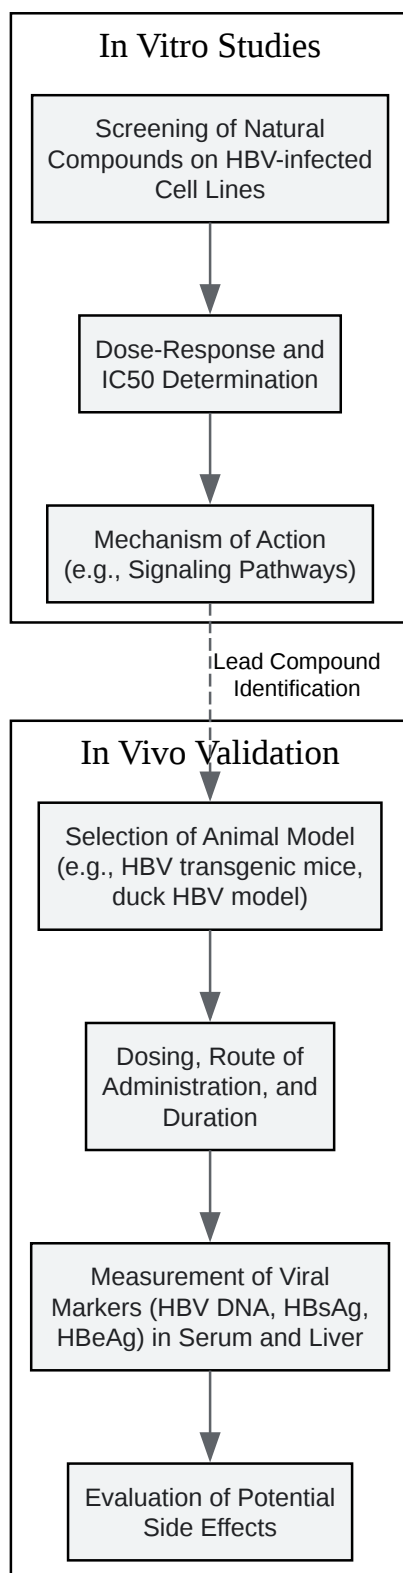 In Vitro Studies
Screening of Natural
Compounds on HBV-infected
Cell Lines
Dose-Response and
IC50 Determination
Mechanism of Action
(e.g., Signaling Pathways)
Lead Compound
Identification
In Vivo Validation
Selection of Animal Model
(e.g., HBV transgenic mice,
duck HBV model)
Dosing, Route of
Administration, and
Duration
Measurement of Viral
Markers (HBV DNA, HBsAg,
HBeAg) in Serum and Liver
Evaluation of Potential
Side Effects